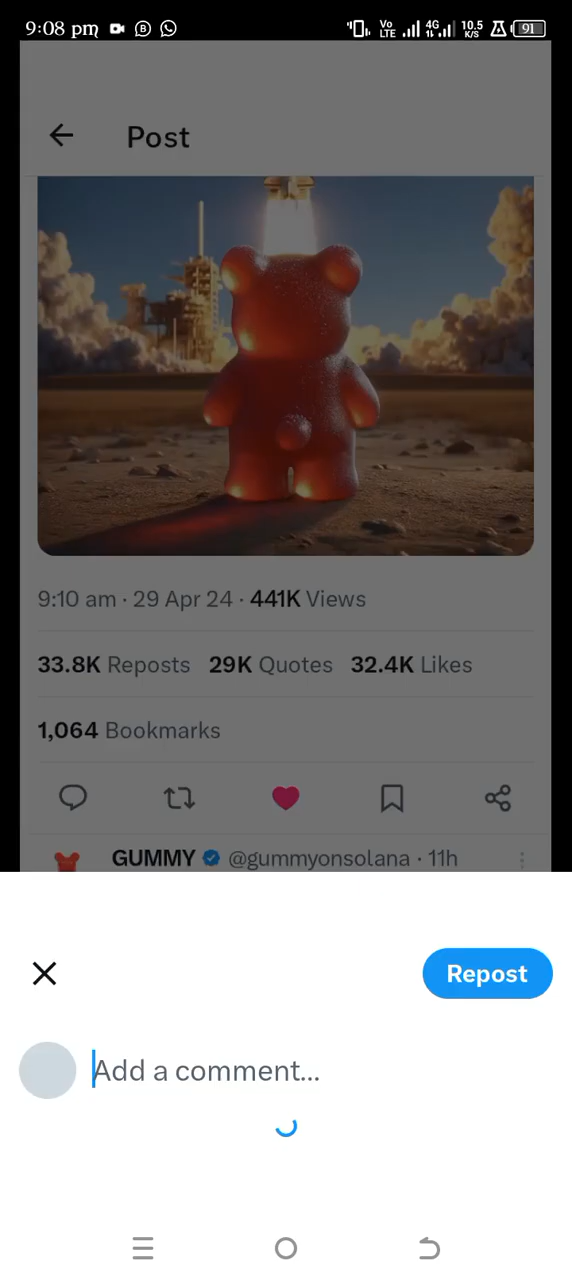 9:08 pm B Vo LTE 4G 10.5 K/S 91
Post
9:10 am · 29 Apr 24 · 441K Views
33.8K Reposts 29K Quotes 32.4K Likes
1,064 Bookmarks
GUMMY @gummyonsolana · 11h
Repost
Add a comment...